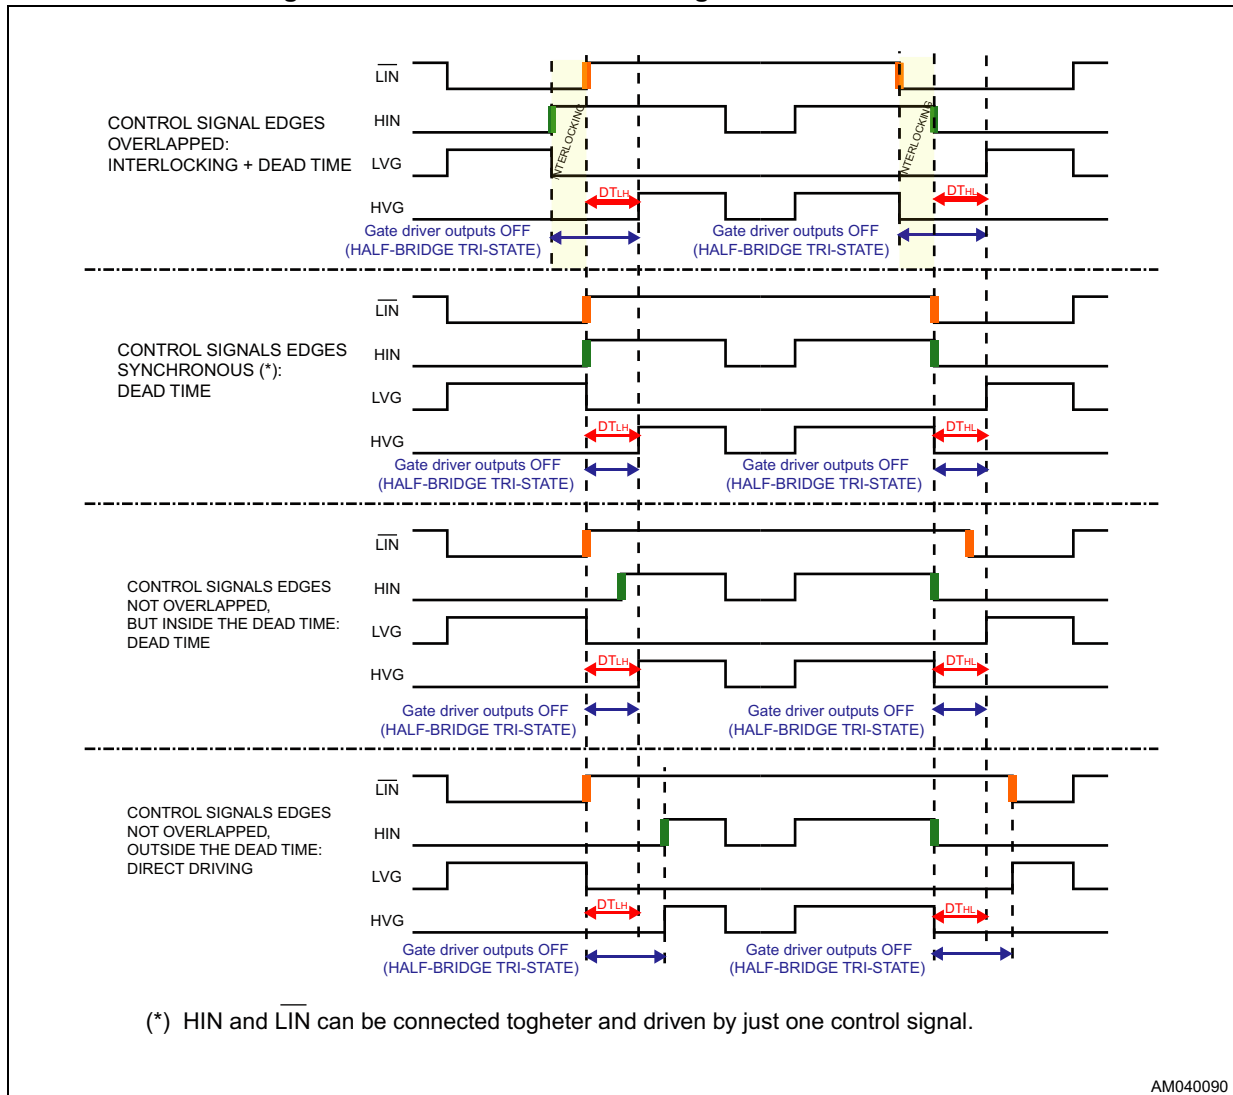 LIN
HIN
CONTROL SIGNAL EDGES
OVERLAPPED:
INTERLOCKING + DEAD TIME
LVG
HVG
INTERLOCKING
INTERLOCKING
DTLH
DTHL
Gate driver outputs OFF
(HALF-BRIDGE TRI-STATE)
Gate driver outputs OFF
(HALF-BRIDGE TRI-STATE)
LIN
HIN
CONTROL SIGNALS EDGES
SYNCHRONOUS (*):
DEAD TIME
LVG
HVG
DTLH
DTHL
Gate driver outputs OFF
(HALF-BRIDGE TRI-STATE)
Gate driver outputs OFF
(HALF-BRIDGE TRI-STATE)
LIN
HIN
CONTROL SIGNALS EDGES
NOT OVERLAPPED,
BUT INSIDE THE DEAD TIME:
DEAD TIME
LVG
HVG
DTLH
DTHL
Gate driver outputs OFF
(HALF-BRIDGE TRI-STATE)
Gate driver outputs OFF
(HALF-BRIDGE TRI-STATE)
LIN
HIN
CONTROL SIGNALS EDGES
NOT OVERLAPPED,
OUTSIDE THE DEAD TIME:
DIRECT DRIVING
LVG
HVG
DTLH
DTHL
Gate driver outputs OFF
(HALF-BRIDGE TRI-STATE)
Gate driver outputs OFF
(HALF-BRIDGE TRI-STATE)
(*) HIN and LIN can be connected togheter and driven by just one control signal.
AM040090